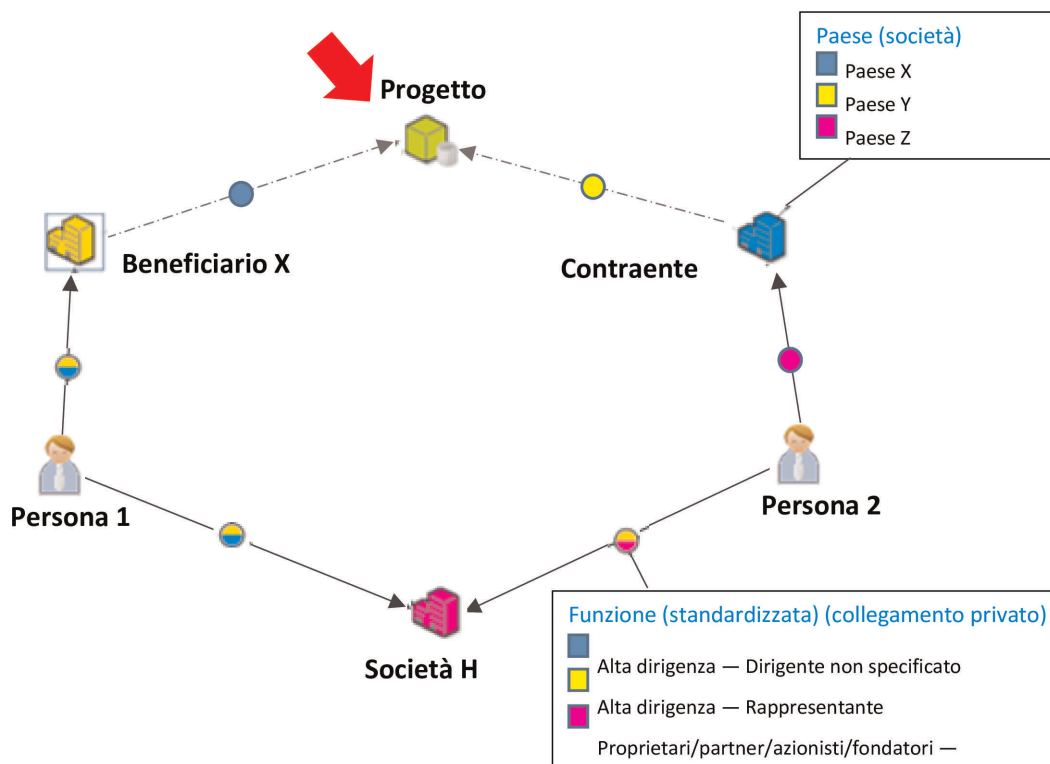 Paese (società)
Paese X
Paese Y
Paese Z
Progetto
Beneficiario X
Contraente
Persona 1
Persona 2
Società H
Funzione (standardizzata) (collegamento privato)
Alta dirigenza — Dirigente non specificato
Alta dirigenza — Rappresentante
Proprietari/partner/azionisti/fondatori —